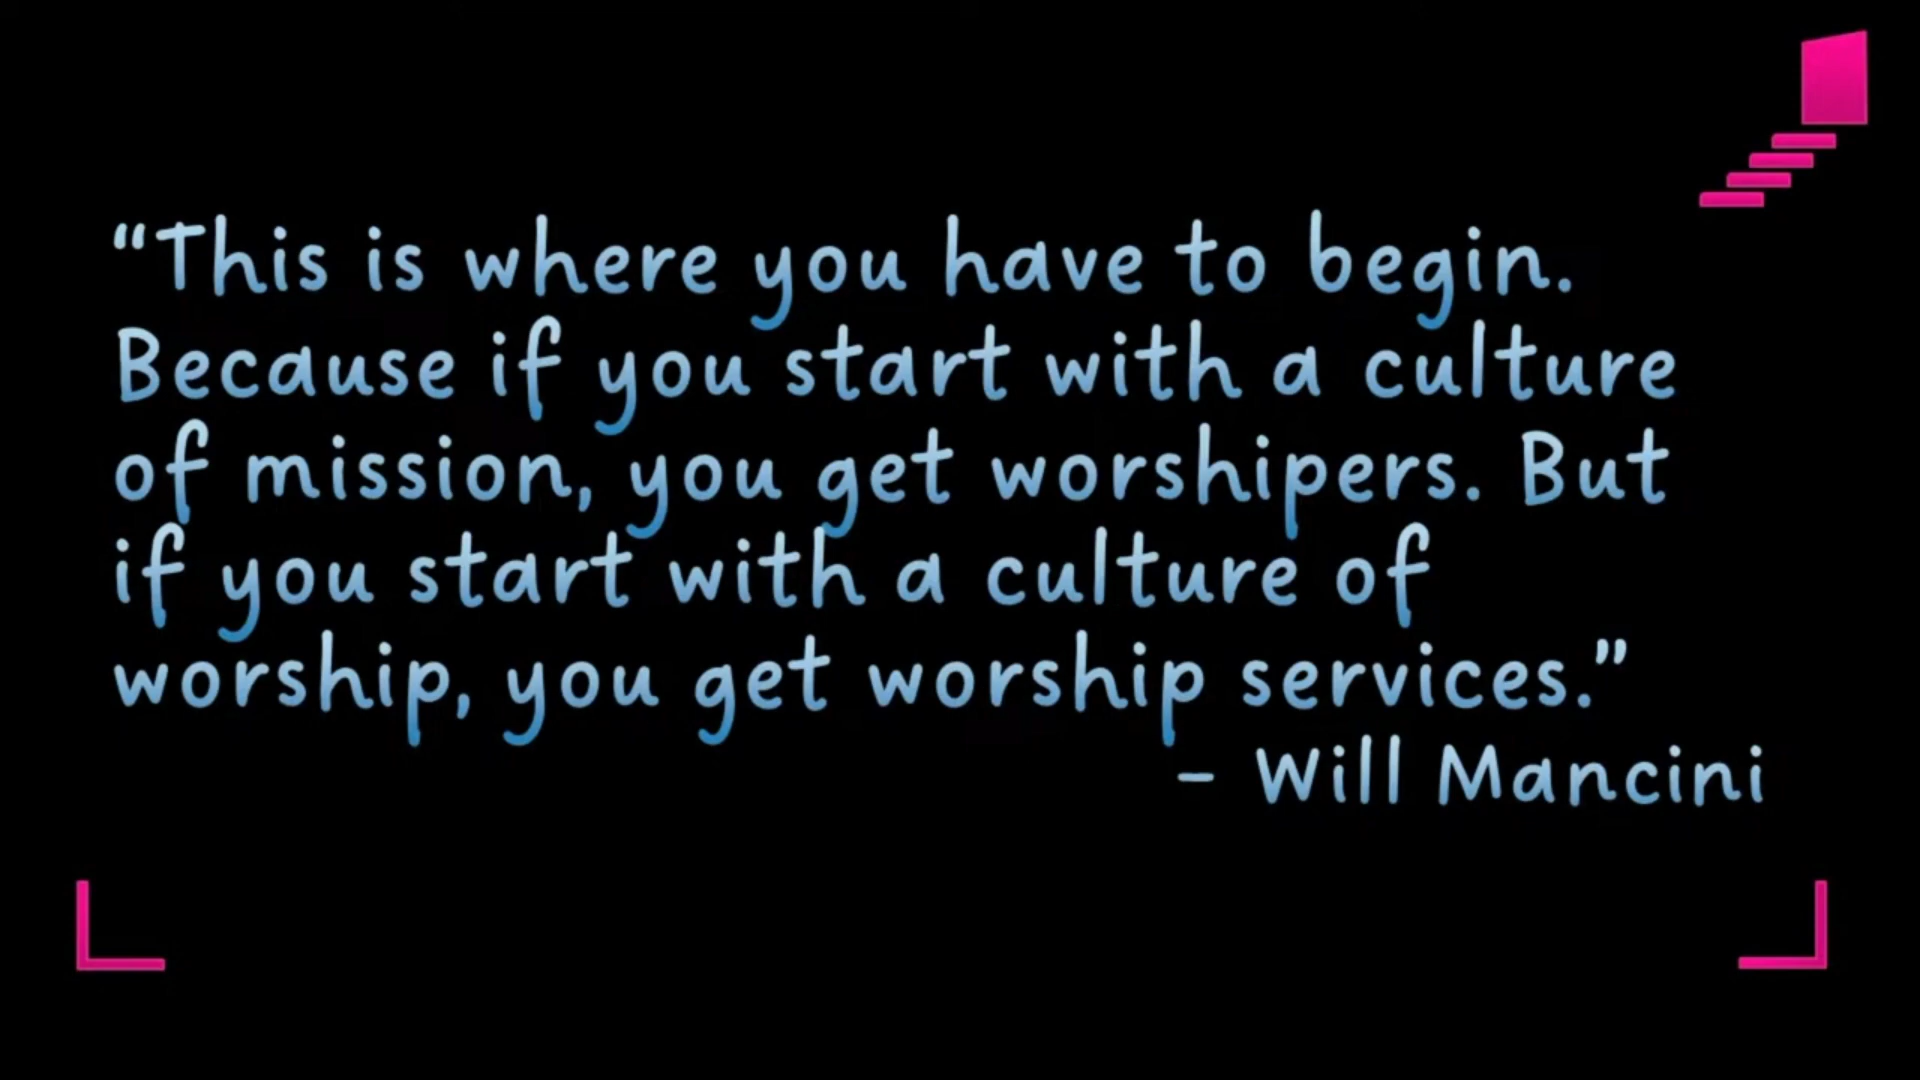 “This is where you have to begin.
Because if you start with a culture
of mission, you get worshipers. But
if you start with a culture of
worship, you get worship services.”
– Will Mancini